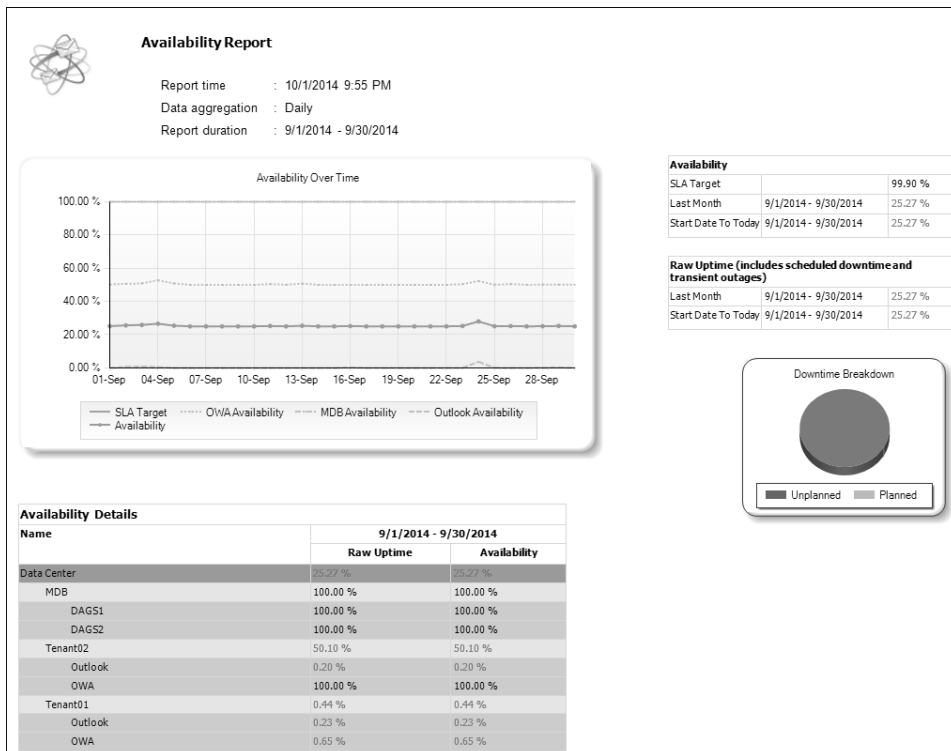 Availability Report
Report time : 10/1/2014 9:55 PM
Data aggregation : Daily
Report duration : 9/1/2014 - 9/30/2014
Availability Over Time
100.00 %
80.00 %
60.00 %
40.00 %
20.00 %
0.00 %
01-Sep 04-Sep 07-Sep 10-Sep 13-Sep 16-Sep 19-Sep 22-Sep 25-Sep 28-Sep
SLA Target OWA Availability MDB Availability Outlook Availability
Availability
Availability
SLA Target 99.90 %
Last Month 9/1/2014 - 9/30/2014 25.27 %
Start Date To Today 9/1/2014 - 9/30/2014 25.27 %
Raw Uptime (includes scheduled downtime and
transient outages)
Last Month 9/1/2014 - 9/30/2014 25.27 %
Start Date To Today 9/1/2014 - 9/30/2014 25.27 %
Downtime Breakdown
Unplanned Planned
Availability Details
Name 9/1/2014 - 9/30/2014
Raw Uptime Availability
Data Center 25.27 % 25.27 %
MDB 100.00 % 100.00 %
DAGS1 100.00 % 100.00 %
DAGS2 100.00 % 100.00 %
Tenant02 50.10 % 50.10 %
Outlook 0.20 % 0.20 %
OWA 100.00 % 100.00 %
Tenant01 0.44 % 0.44 %
Outlook 0.23 % 0.23 %
OWA 0.65 % 0.65 %